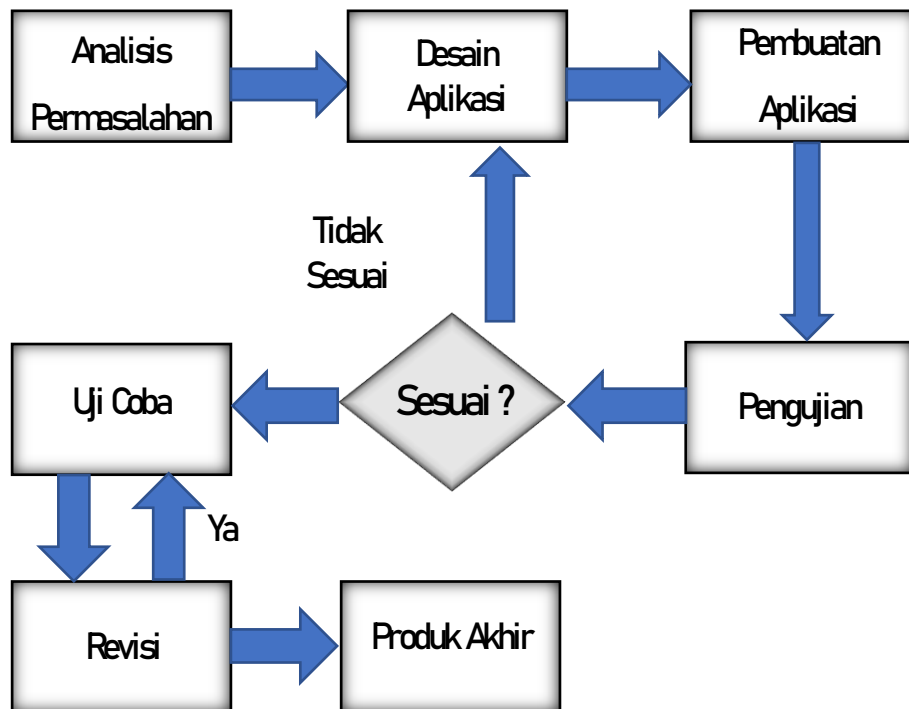 Analisis
Permasalahan
Desain
Aplikasi
Pembuatan
Aplikasi
Tidak
Sesuai
Uji Coba
Sesuai ?
Pengujian
Ya
Revisi
Produk Akhir